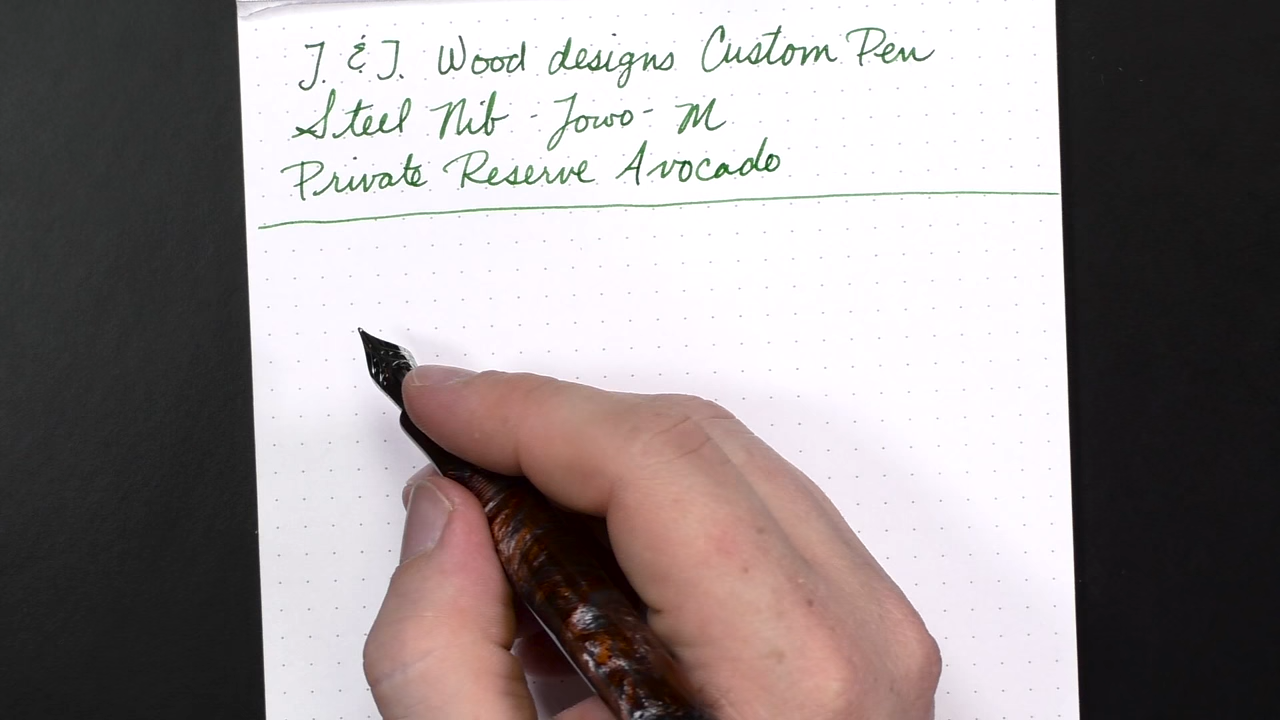 J. & J. Wood designs Custom Pen
Steel Nib - Jowo - M
Private Reserve Avocado